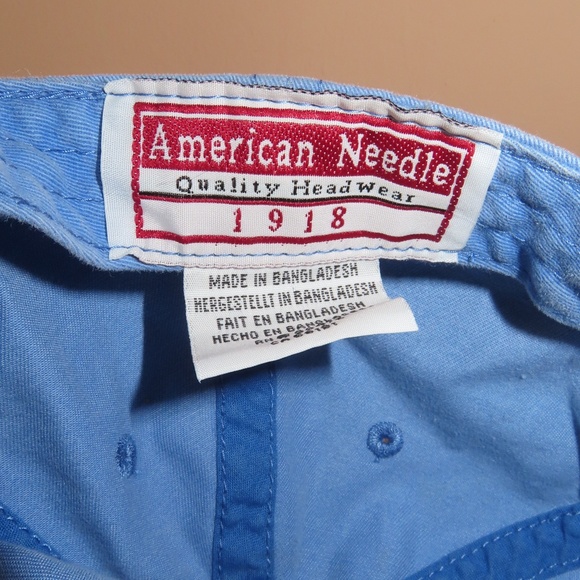 American Needle
Quality HeadWear
1918
MADE IN BANGLADESH
HERGESTELLT IN BANGLADESH
FAIT EN BANGLADESH
HECHO EN BANGLADESH